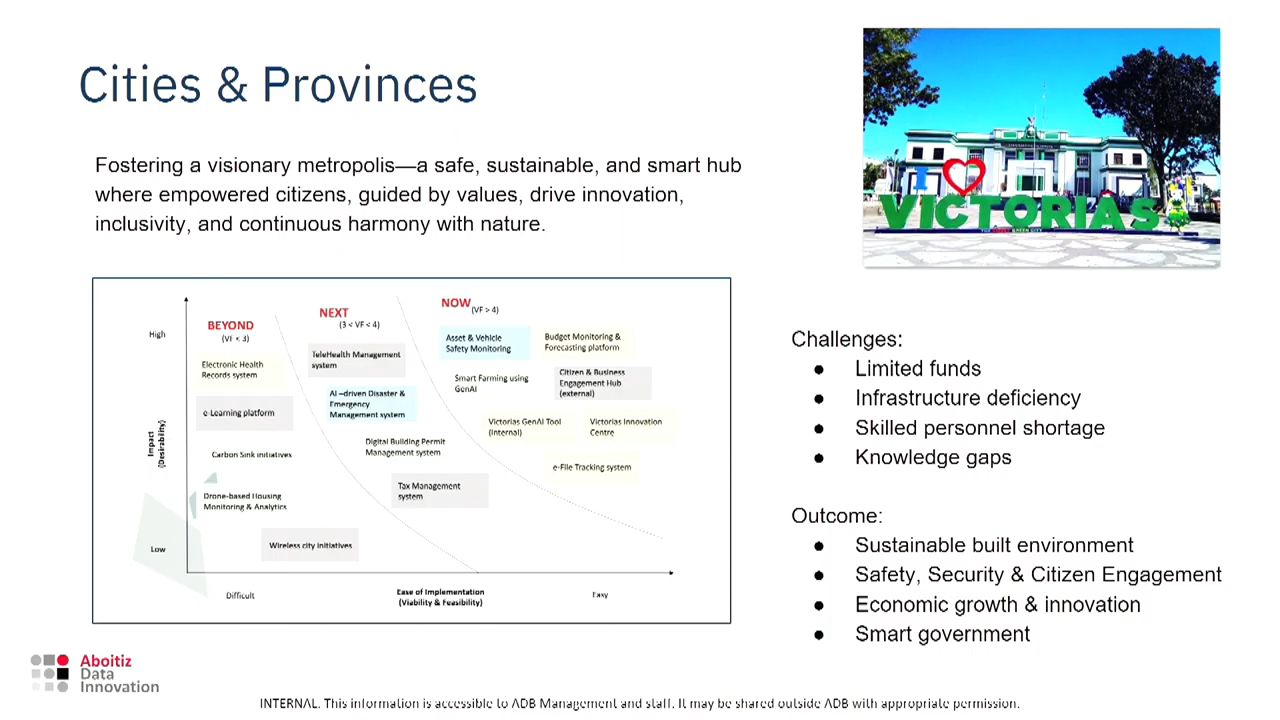 Cities & Provinces
Fostering a visionary metropolis—a safe, sustainable, and smart hub
where empowered citizens, guided by values, drive innovation,
inclusivity, and continuous harmony with nature.
I
VICTORIAS
High
Impact
(Desirability)
Low
BEYOND
(VF < 3)
Electronic Health
Records system
e-Learning platform
Carbon Sink initiatives
Drone-based Housing
Monitoring & Analytics
Wireless city initiatives
NEXT
(3 < VF < 4)
TeleHealth Management
system
AI –driven Disaster &
Emergency
Management system
Digital Building Permit
Management system
Tax Management
system
NOW
(VF > 4)
Asset & Vehicle
Safety Monitoring
Budget Monitoring &
Forecasting platform
Smart Farming using
GenAI
Citizen & Business
Engagement Hub
(external)
Victorias GenAI Tool
(internal)
Victorias Innovation
Centre
e-File Tracking system
Difficult
Ease of Implementation
(Viability & Feasibility)
Easy
Challenges:
● Limited funds
● Infrastructure deficiency
● Skilled personnel shortage
● Knowledge gaps
Outcome:
● Sustainable built environment
● Safety, Security & Citizen Engagement
● Economic growth & innovation
● Smart government
Aboitiz
Data
Innovation
INTERNAL. This information is accessible to ADB Management and staff. It may be shared outside ADB with appropriate permission.